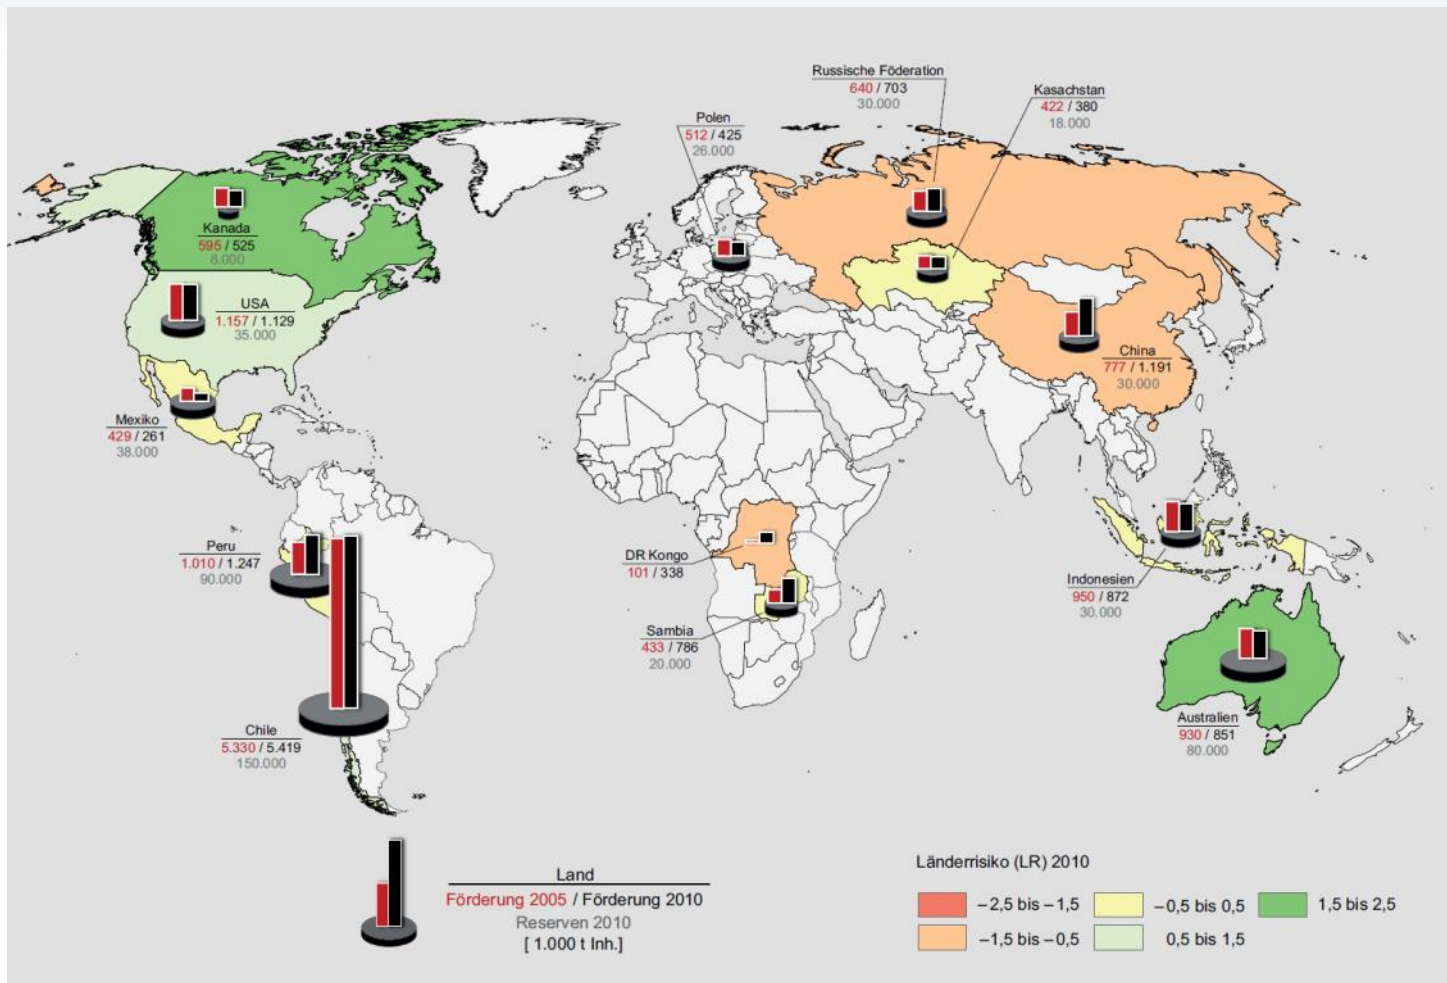 Russische Föderation
640 / 703
30.000
Kasachstan
422 / 380
18.000
Polen
512 / 425
26.000
Kanada
595 / 525
8.000
USA
1.157 / 1.129
35.000
China
777 / 1.191
30.000
Mexiko
429 / 261
38.000
Peru
1.010 / 1.247
90.000
DR Kongo
101 / 338
Indonesien
950 / 872
30.000
Sambia
433 / 786
20.000
Chile
5.330 / 5.419
150.000
Australien
930 / 851
80.000
Land
Förderung 2005 / Förderung 2010
Reserven 2010
[ 1.000 t Inh.]
Länderrisiko (LR) 2010
–2,5 bis –1,5
–0,5 bis 0,5
1,5 bis 2,5
–1,5 bis –0,5
0,5 bis 1,5